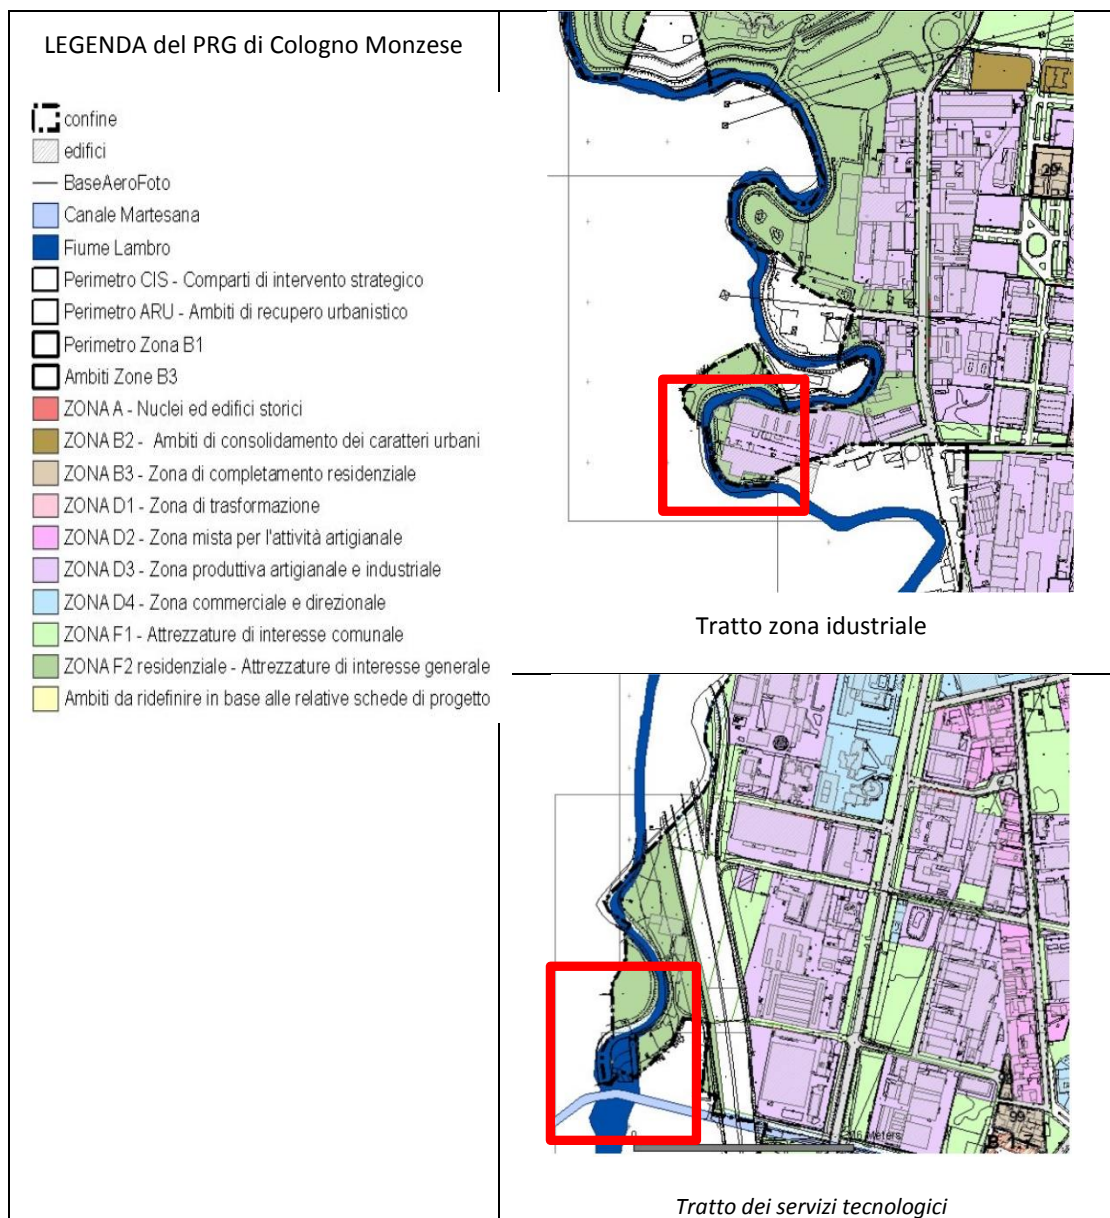 LEGENDA del PRG di Cologno Monzese
confine
edifici
BaseAeroFoto
Canale Martesana
Fiume Lambro
Perimetro CIS - Comparti di intervento strategico
Perimetro ARU - Ambiti di recupero urbanistico
Perimetro Zona B1
Ambiti Zone B3
ZONA A - Nuclei ed edifici storici
ZONA B2 - Ambiti di consolidamento dei caratteri urbani
ZONA B3 - Zona di completamento residenziale
ZONA D1 - Zona di trasformazione
ZONA D2 - Zona mista per l'attività artigianale
ZONA D3 - Zona produttiva artigianale e industriale
ZONA D4 - Zona commerciale e direzionale
ZONA F1 - Attrezzature di interesse comunale
ZONA F2 residenziale - Attrezzature di interesse generale
Ambiti da ridefinire in base alle relative schede di progetto
29
Tratto zona idustriale
99
Meters
B 1.7
Tratto dei servizi tecnologici